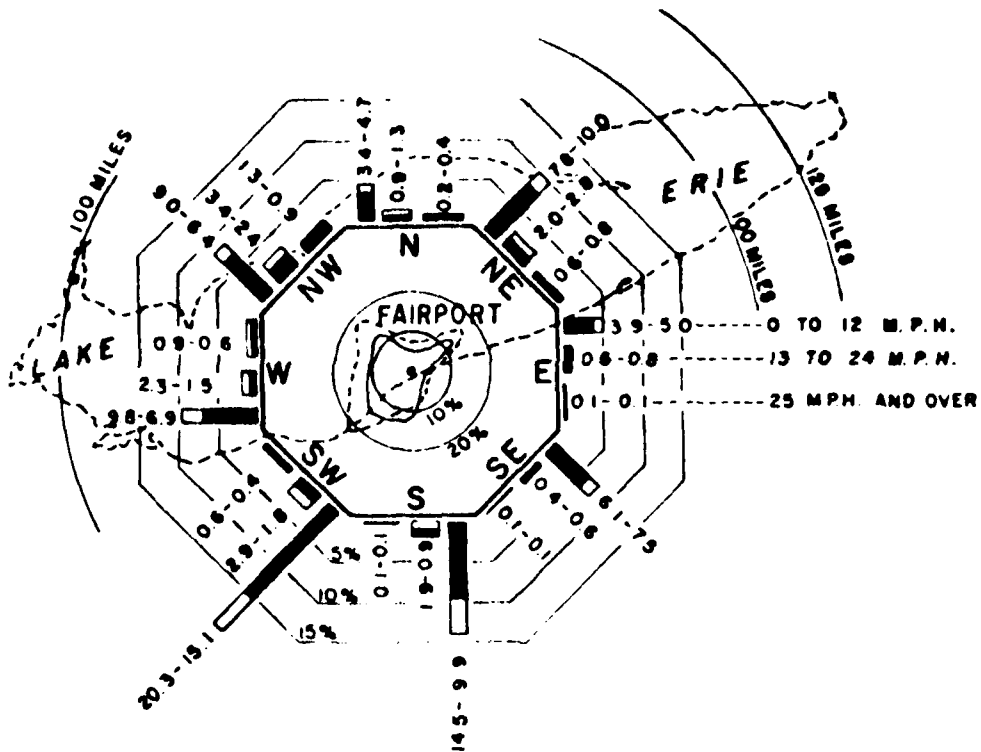 3.4-4.7
0.9-1.3
0.2-0.4
7.8-10.0
2.0-2.8
0.6-0.8
1.3-0.9
3.4-2.4
9.0-6.4
100 MILES
ERIE
100 MILES
128 MILES
N
NW
NE
FAIRPORT
3.9-5.0 0 TO 12 M.P.H.
0.6-0.8 13 TO 24 M.P.H.
0.1-0.1 25 MPH. AND OVER
LAKE
0.9-0.6
W
E
2.3-1.5
9.8-6.9
10%
20%
SW
S
SE
0.6-0.4
2.9-1.8
20.3-15.1
0.1-0.1
1.9-0.9
14.5-9.9
0.1-0.1
0.4-0.6
6.1-7.5
5%
10%
15%